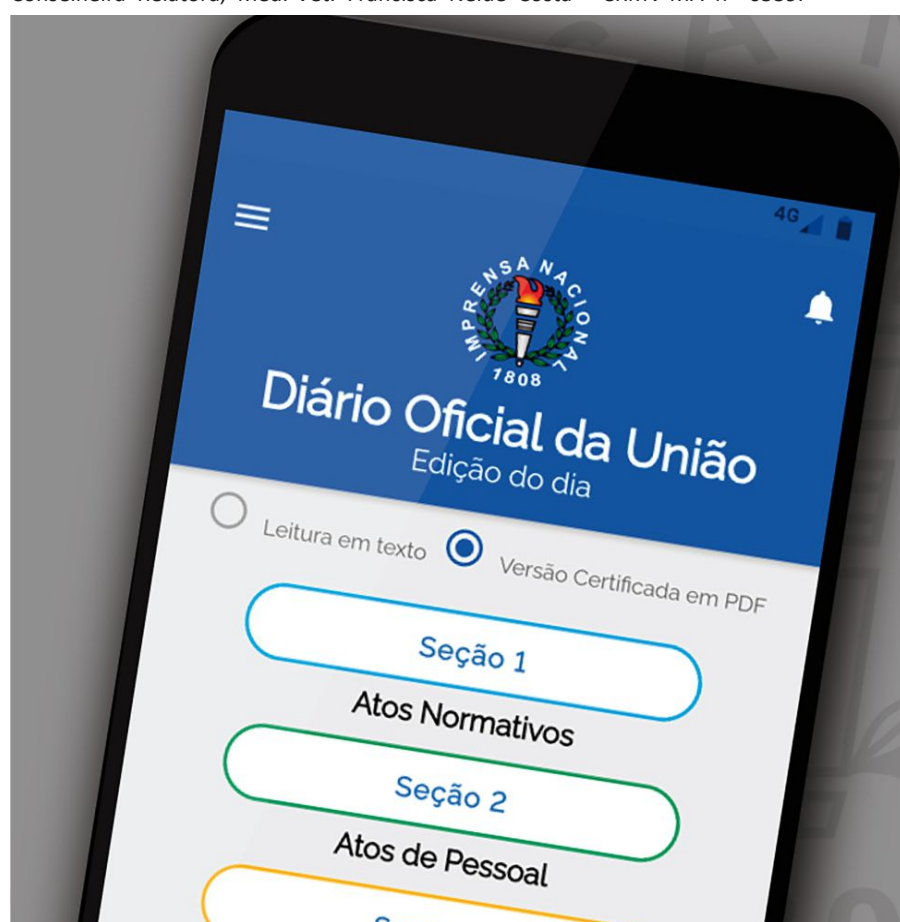 4G
IMPRENSA NACIONAL
1808
Diário Oficial da União
Edição do dia
Leitura em texto
Versão Certificada em PDF
Seção 1
Atos Normativos
Seção 2
Atos de Pessoal